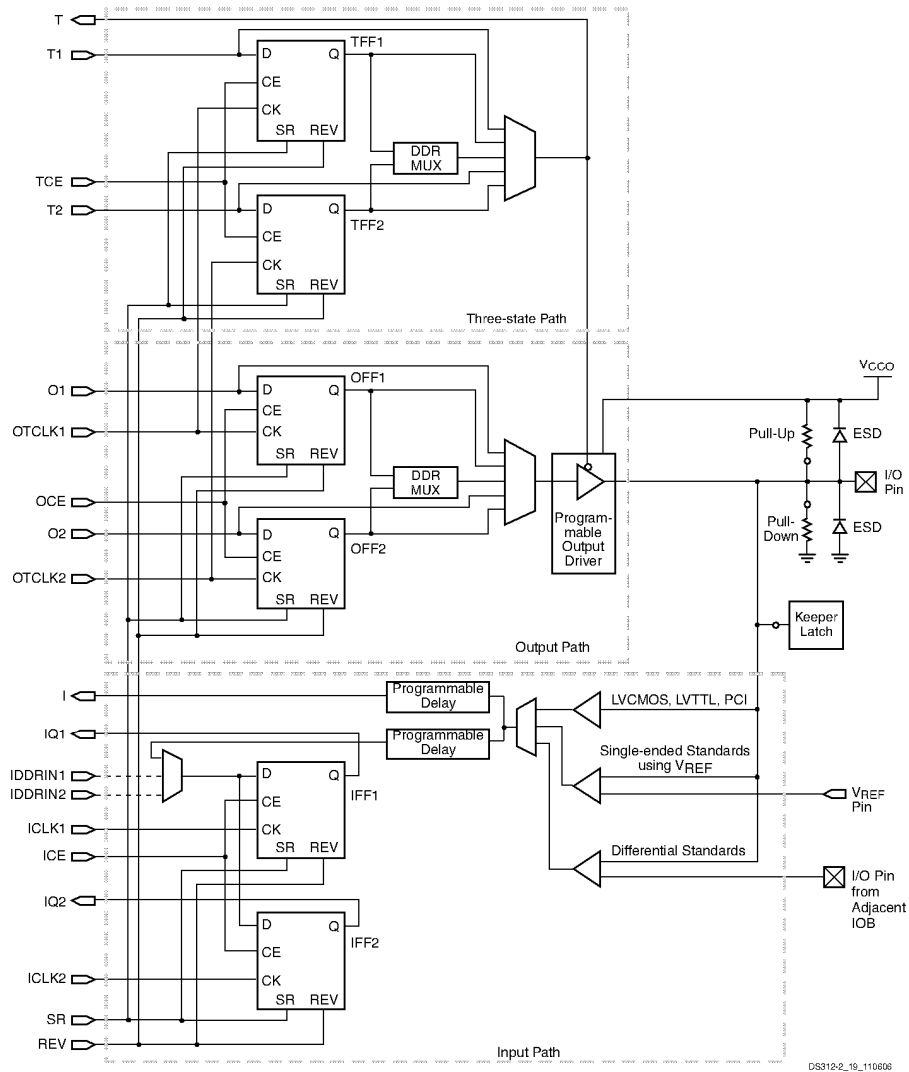 T
T1
TFF1
D
Q
CE
CK
SR REV
DDR
MUX
TCE
T2
D
Q
TFF2
CE
CK
SR REV
Three-state Path
VCCO
O1
OFF1
D
Q
CE
OTCLK1
CK
Pull-Up
ESD
SR REV
DDR
MUX
I/O
Pin
OCE
Program-
mable
Output
Driver
Pull-
Down
ESD
O2
D
Q
OFF2
CE
OTCLK2
CK
SR REV
Keeper
Latch
Output Path
I
Programmable
Delay
LVCMOS, LVTTL, PCI
IQ1
Programmable
Delay
Single-ended Standards
using VREF
IDDRIN1
IDDRIN2
D
Q
IFF1
CE
VREF
Pin
ICLK1
CK
ICE
SR REV
Differential Standards
I/O Pin
from
Adjacent
IOB
IQ2
D
Q
IFF2
CE
ICLK2
CK
SR REV
SR
REV
Input Path
DS312-2_19_110606